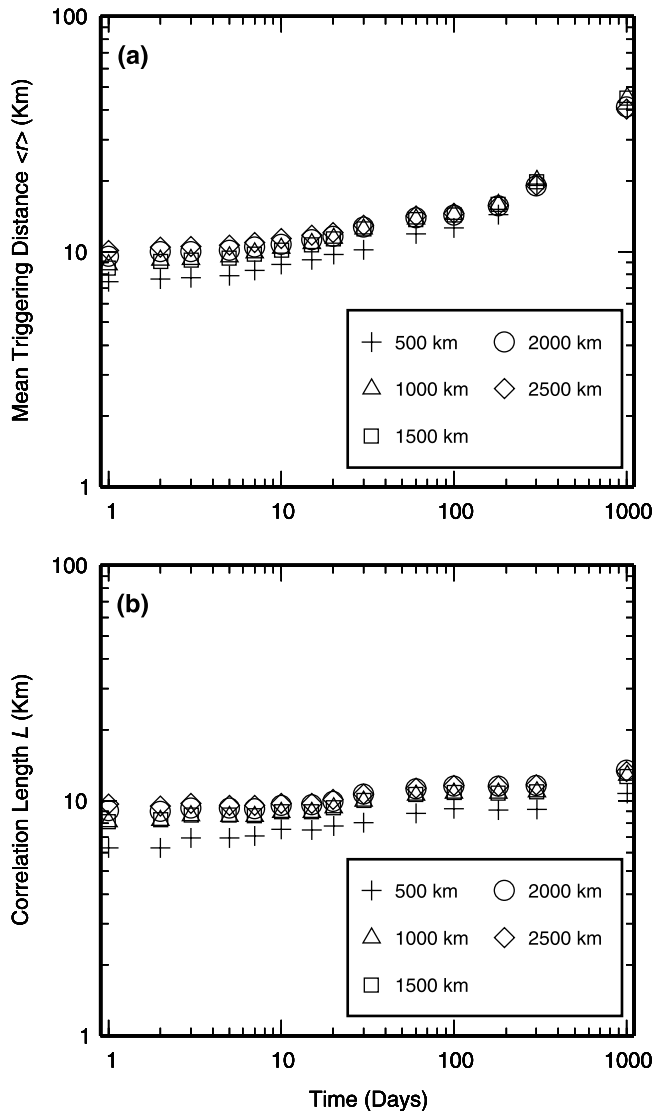 100
(a)
Mean Triggering Distance <r> (Km)
10
500 km
2000 km
1000 km
2500 km
1500 km
1
1
10
100
1000
100
(b)
Correlation Length L (Km)
10
500 km
2000 km
1000 km
2500 km
1500 km
1
1
10
100
1000
Time (Days)